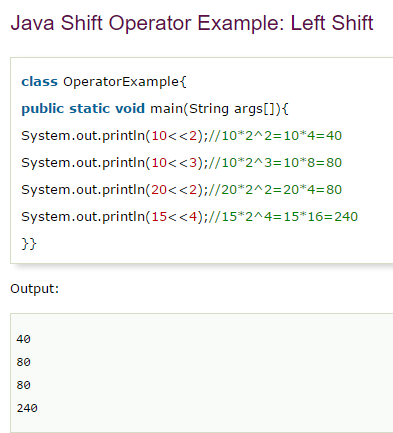 Java Shift Operator Example: Left Shift
class OperatorExample{
public static void main(String args[]){
System.out.println(10<<2);//10*2^2=10*4=40
System.out.println(10<<3);//10*2^3=10*8=80
System.out.println(20<<2);//20*2^2=20*4=80
System.out.println(15<<4);//15*2^4=15*16=240
}}
Output:
40
80
80
240